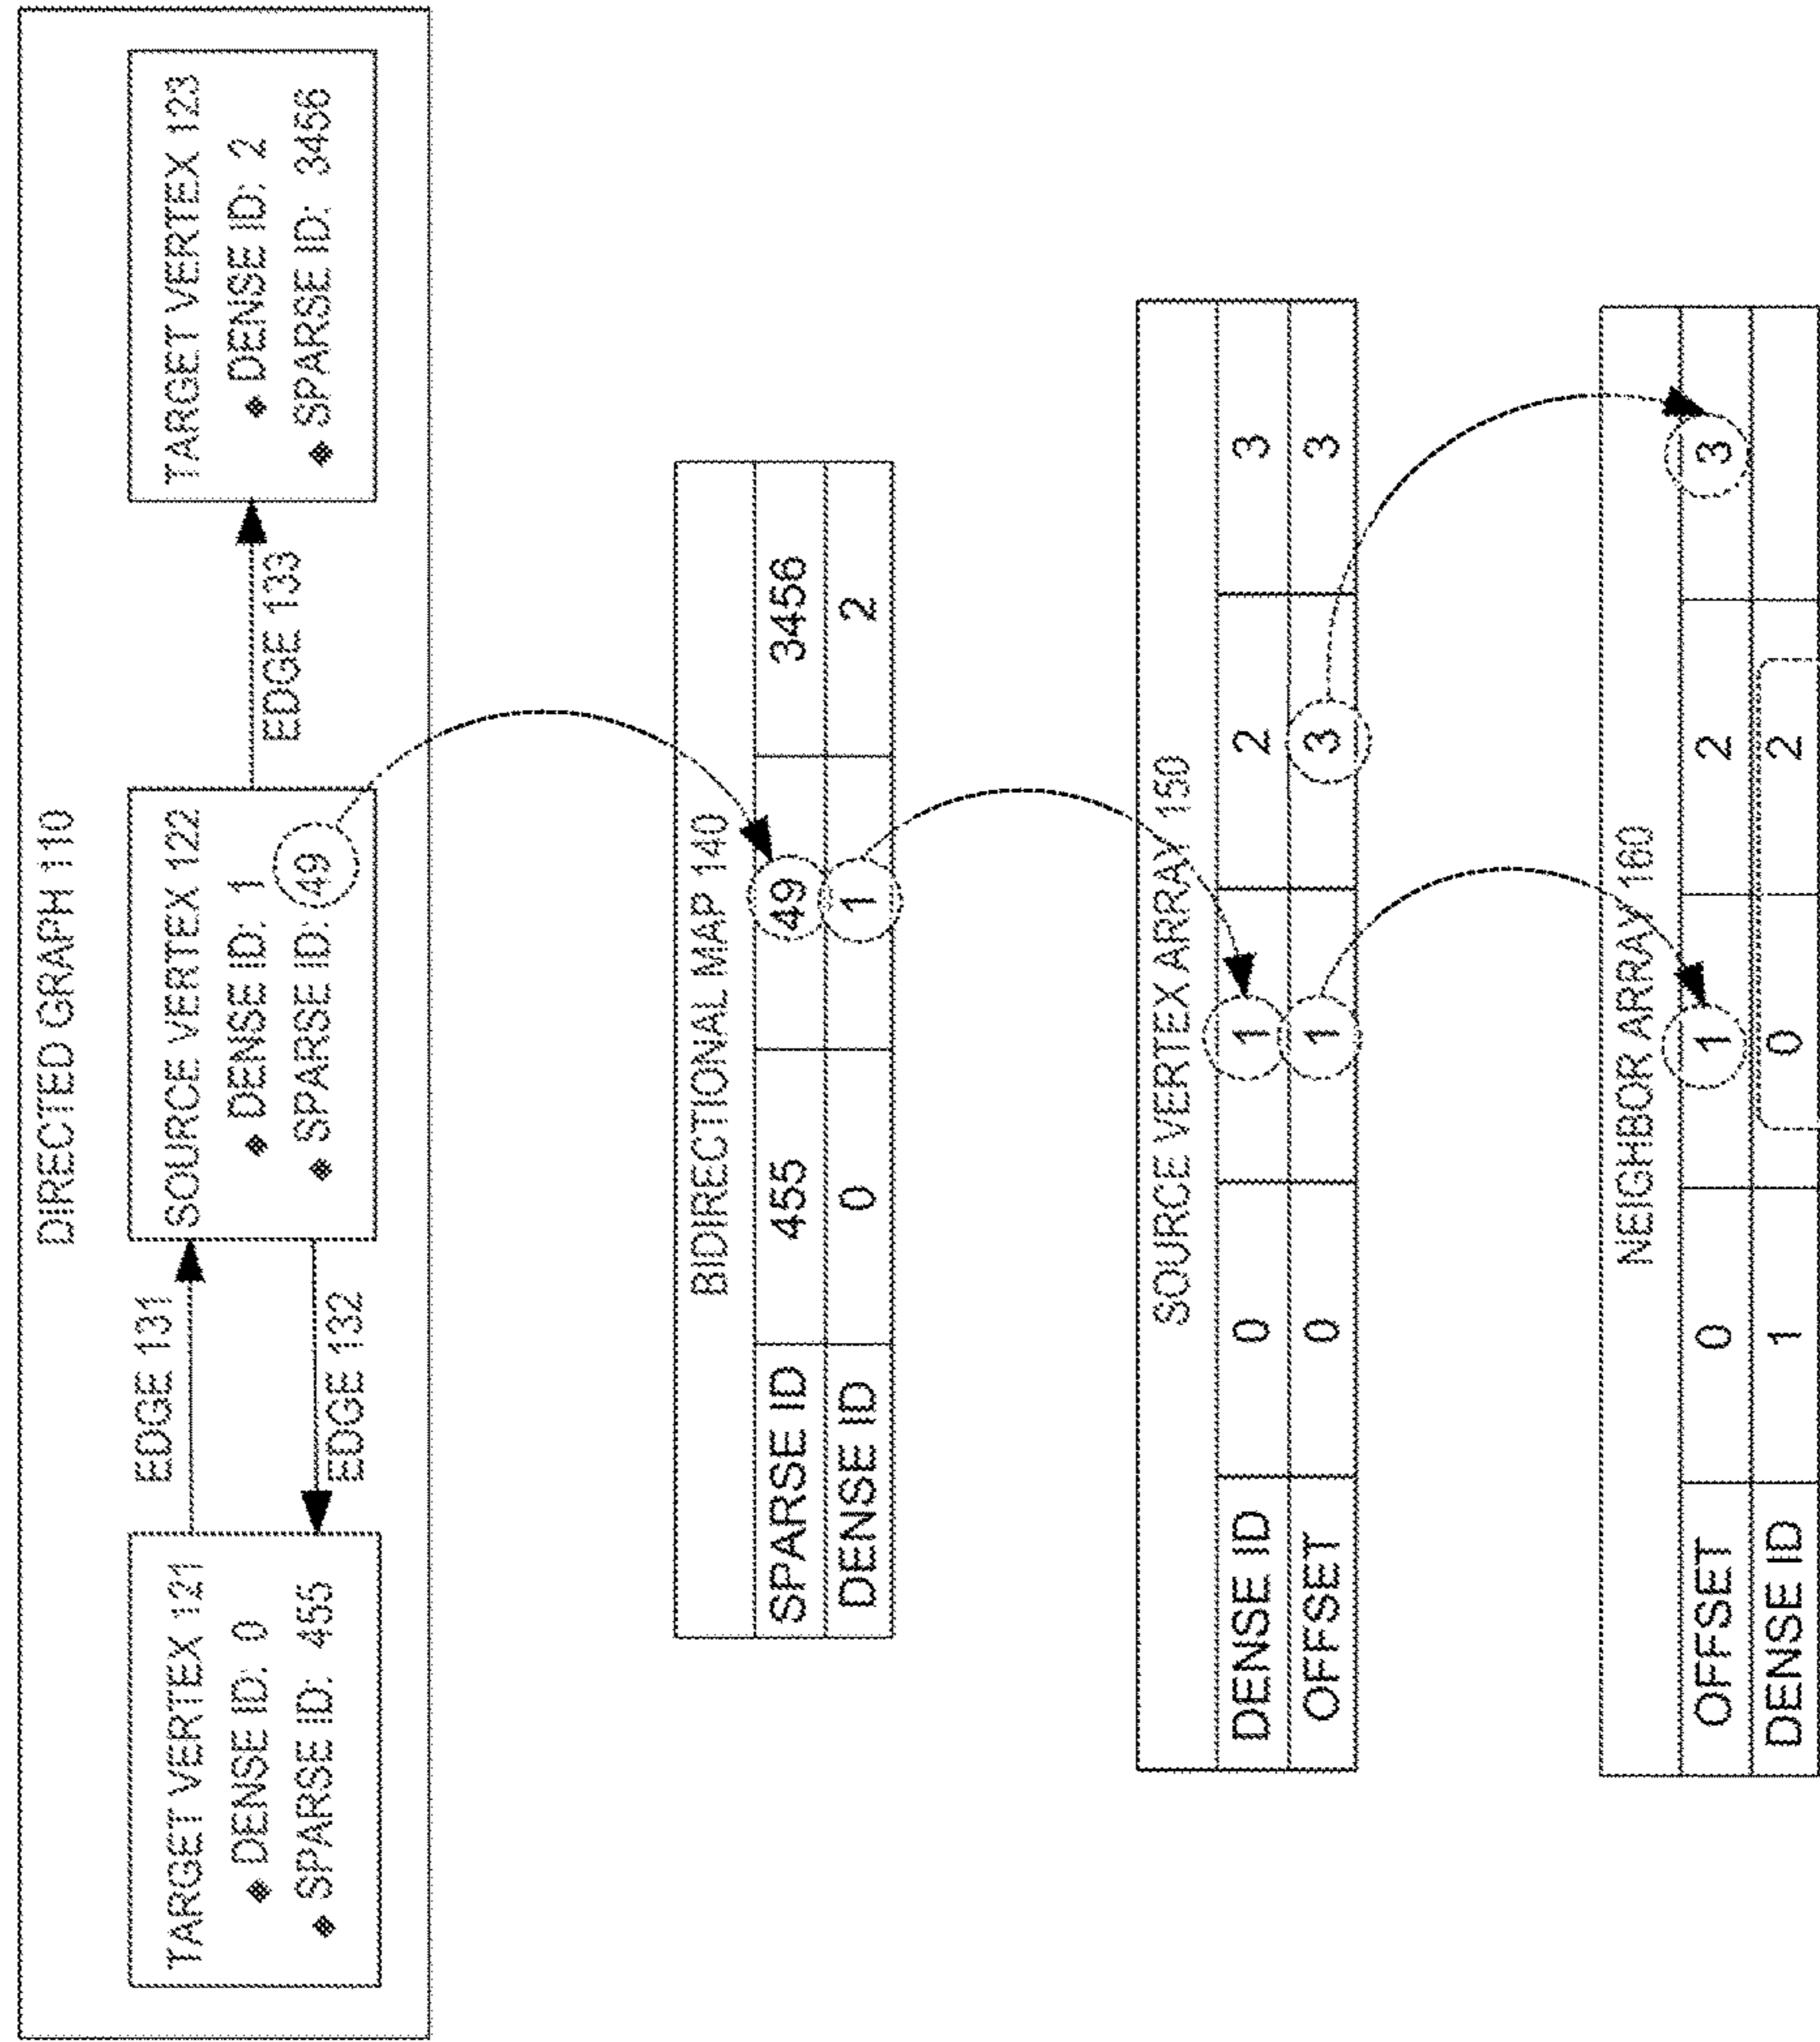 DIRECTED GRAPH 110
TARGET VERTEX 121
◆ DENSE ID: 0
◆ SPARSE ID: 455
EDGE 131
EDGE 132
SOURCE VERTEX 122
◆ DENSE ID: 1
◆ SPARSE ID: 49
EDGE 133
TARGET VERTEX 123
◆ DENSE ID: 2
◆ SPARSE ID: 3456
BIDIRECTIONAL MAP 140
SPARSE ID 455 49 3456
DENSE ID 0 1 2
SOURCE VERTEX ARRAY 150
DENSE ID 0 1 2 3
OFFSET 0 1 3 3
NEIGHBOR ARRAY 160
OFFSET 0 1 2 3
DENSE ID 1 0 2